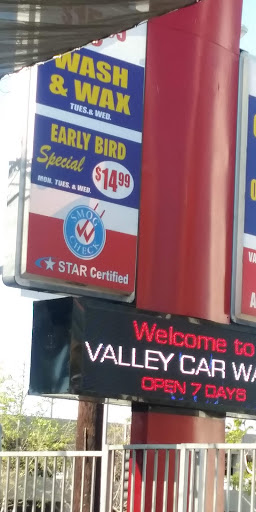 WASH
& WAX
TUES. & WED.
EARLY BIRD
Special
$14.99
MON. TUES. & WED.
SMOG
CHECK
STAR Certified
Welcome to
VALLEY CAR WA
OPEN 7 DAYS